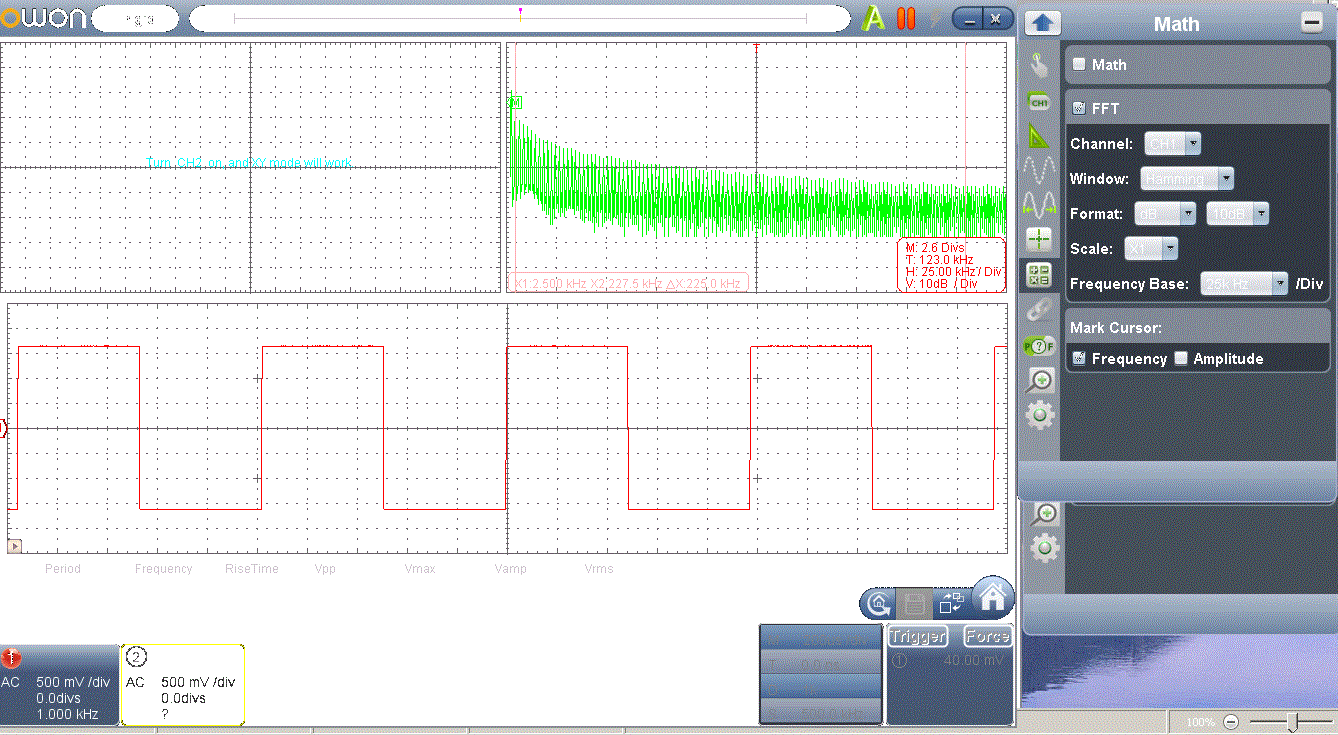 owon
Math
Math
FFT
Channel: CH1
Window: Hamming
Format: dB 10dB
Scale: X1
Frequency Base: 25kHz /Div
Mark Cursor:
Frequency Amplitude
CH1
P?F
Turn CH2 on, and XY mode will work.
M
M: 2.6 Divs
T: 123.0 kHz
H: 25.00 kHz / Div
V: 10dB / Div
X1:2.500 kHz X2:227.5 kHz △X:225.0 kHz
Period Frequency RiseTime Vpp Vmax Vamp Vrms
AC 500 mV /div
0.0divs
1.000 kHz
2
AC 500 mV /div
0.0divs
?
Trigger Force
1 40.00 mV
100%